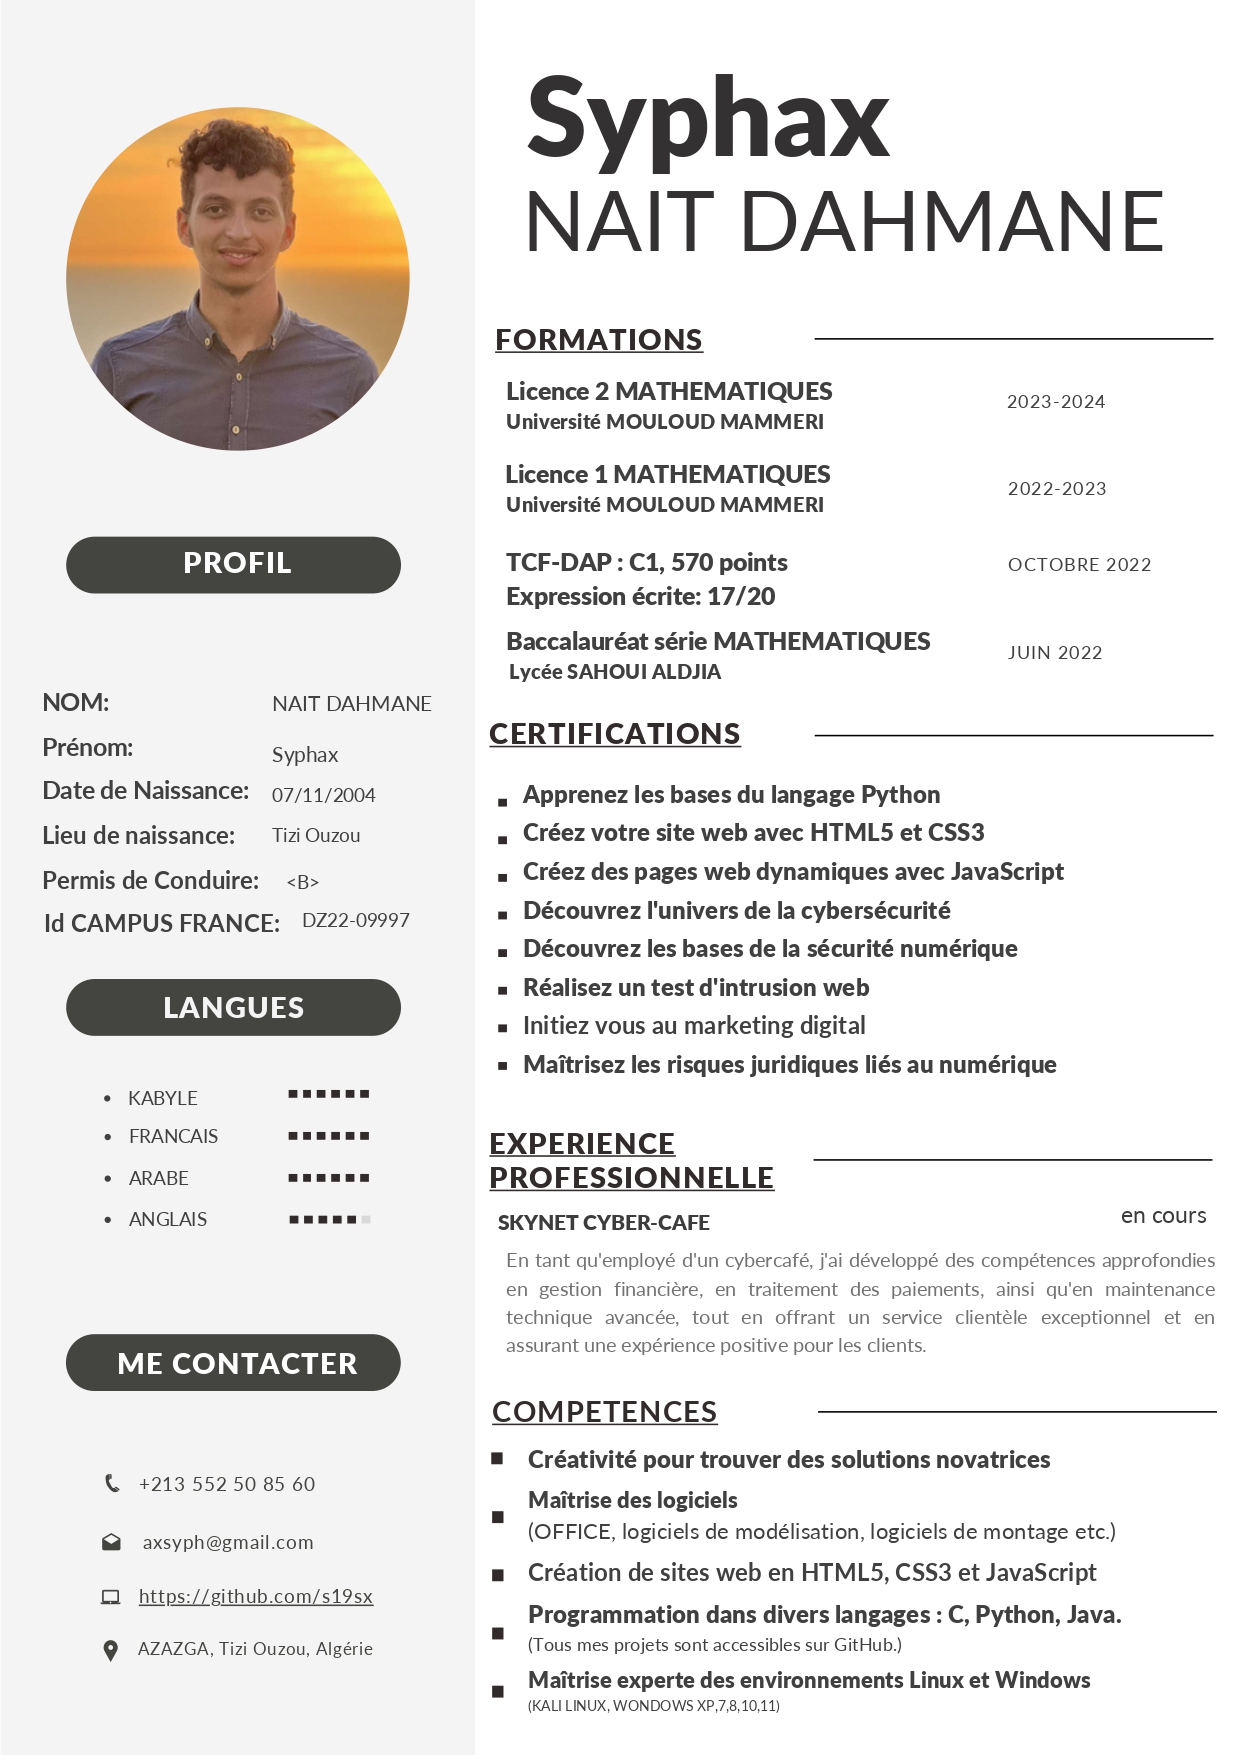 Syphax
NAIT DAHMANE
PROFIL
NOM: NAIT DAHMANE
Prénom: Syphax
Date de Naissance: 07/11/2004
Lieu de naissance: Tizi Ouzou
Permis de Conduire: <B>
Id CAMPUS FRANCE: DZ22-09997
LANGUES
• KABYLE
• FRANCAIS
• ARABE
• ANGLAIS
ME CONTACTER
+213 552 50 85 60
axsyph@gmail.com
https://github.com/s19sx
AZAZGA, Tizi Ouzou, Algérie
FORMATIONS
Licence 2 MATHEMATIQUES 2023-2024
Université MOULOUD MAMMERI
Licence 1 MATHEMATIQUES 2022-2023
Université MOULOUD MAMMERI
TCF-DAP : C1, 570 points OCTOBRE 2022
Expression écrite: 17/20
Baccalauréat série MATHEMATIQUES JUIN 2022
Lycée SAHOUI ALDJIA
CERTIFICATIONS
Apprenez les bases du langage Python
Créez votre site web avec HTML5 et CSS3
Créez des pages web dynamiques avec JavaScript
Découvrez l'univers de la cybersécurité
Découvrez les bases de la sécurité numérique
Réalisez un test d'intrusion web
Initiez vous au marketing digital
Maîtrisez les risques juridiques liés au numérique
EXPERIENCE
PROFESSIONNELLE
SKYNET CYBER-CAFE en cours
En tant qu'employé d'un cybercafé, j'ai développé des compétences approfondies
en gestion financière, en traitement des paiements, ainsi qu'en maintenance
technique avancée, tout en offrant un service clientèle exceptionnel et en
assurant une expérience positive pour les clients.
COMPETENCES
Créativité pour trouver des solutions novatrices
Maîtrise des logiciels
(OFFICE, logiciels de modélisation, logiciels de montage etc.)
Création de sites web en HTML5, CSS3 et JavaScript
Programmation dans divers langages : C, Python, Java.
(Tous mes projets sont accessibles sur GitHub.)
Maîtrise experte des environnements Linux et Windows
(KALI LINUX, WONDOWS XP,7,8,10,11)